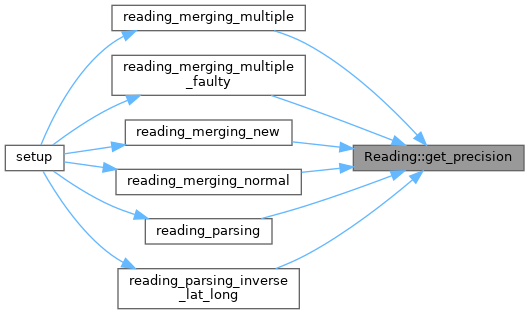 reading_merging_multiple
reading_merging_multiple
_faulty
reading_merging_new
setup
Reading::get_precision
reading_merging_normal
reading_parsing
reading_parsing_inverse
_lat_long